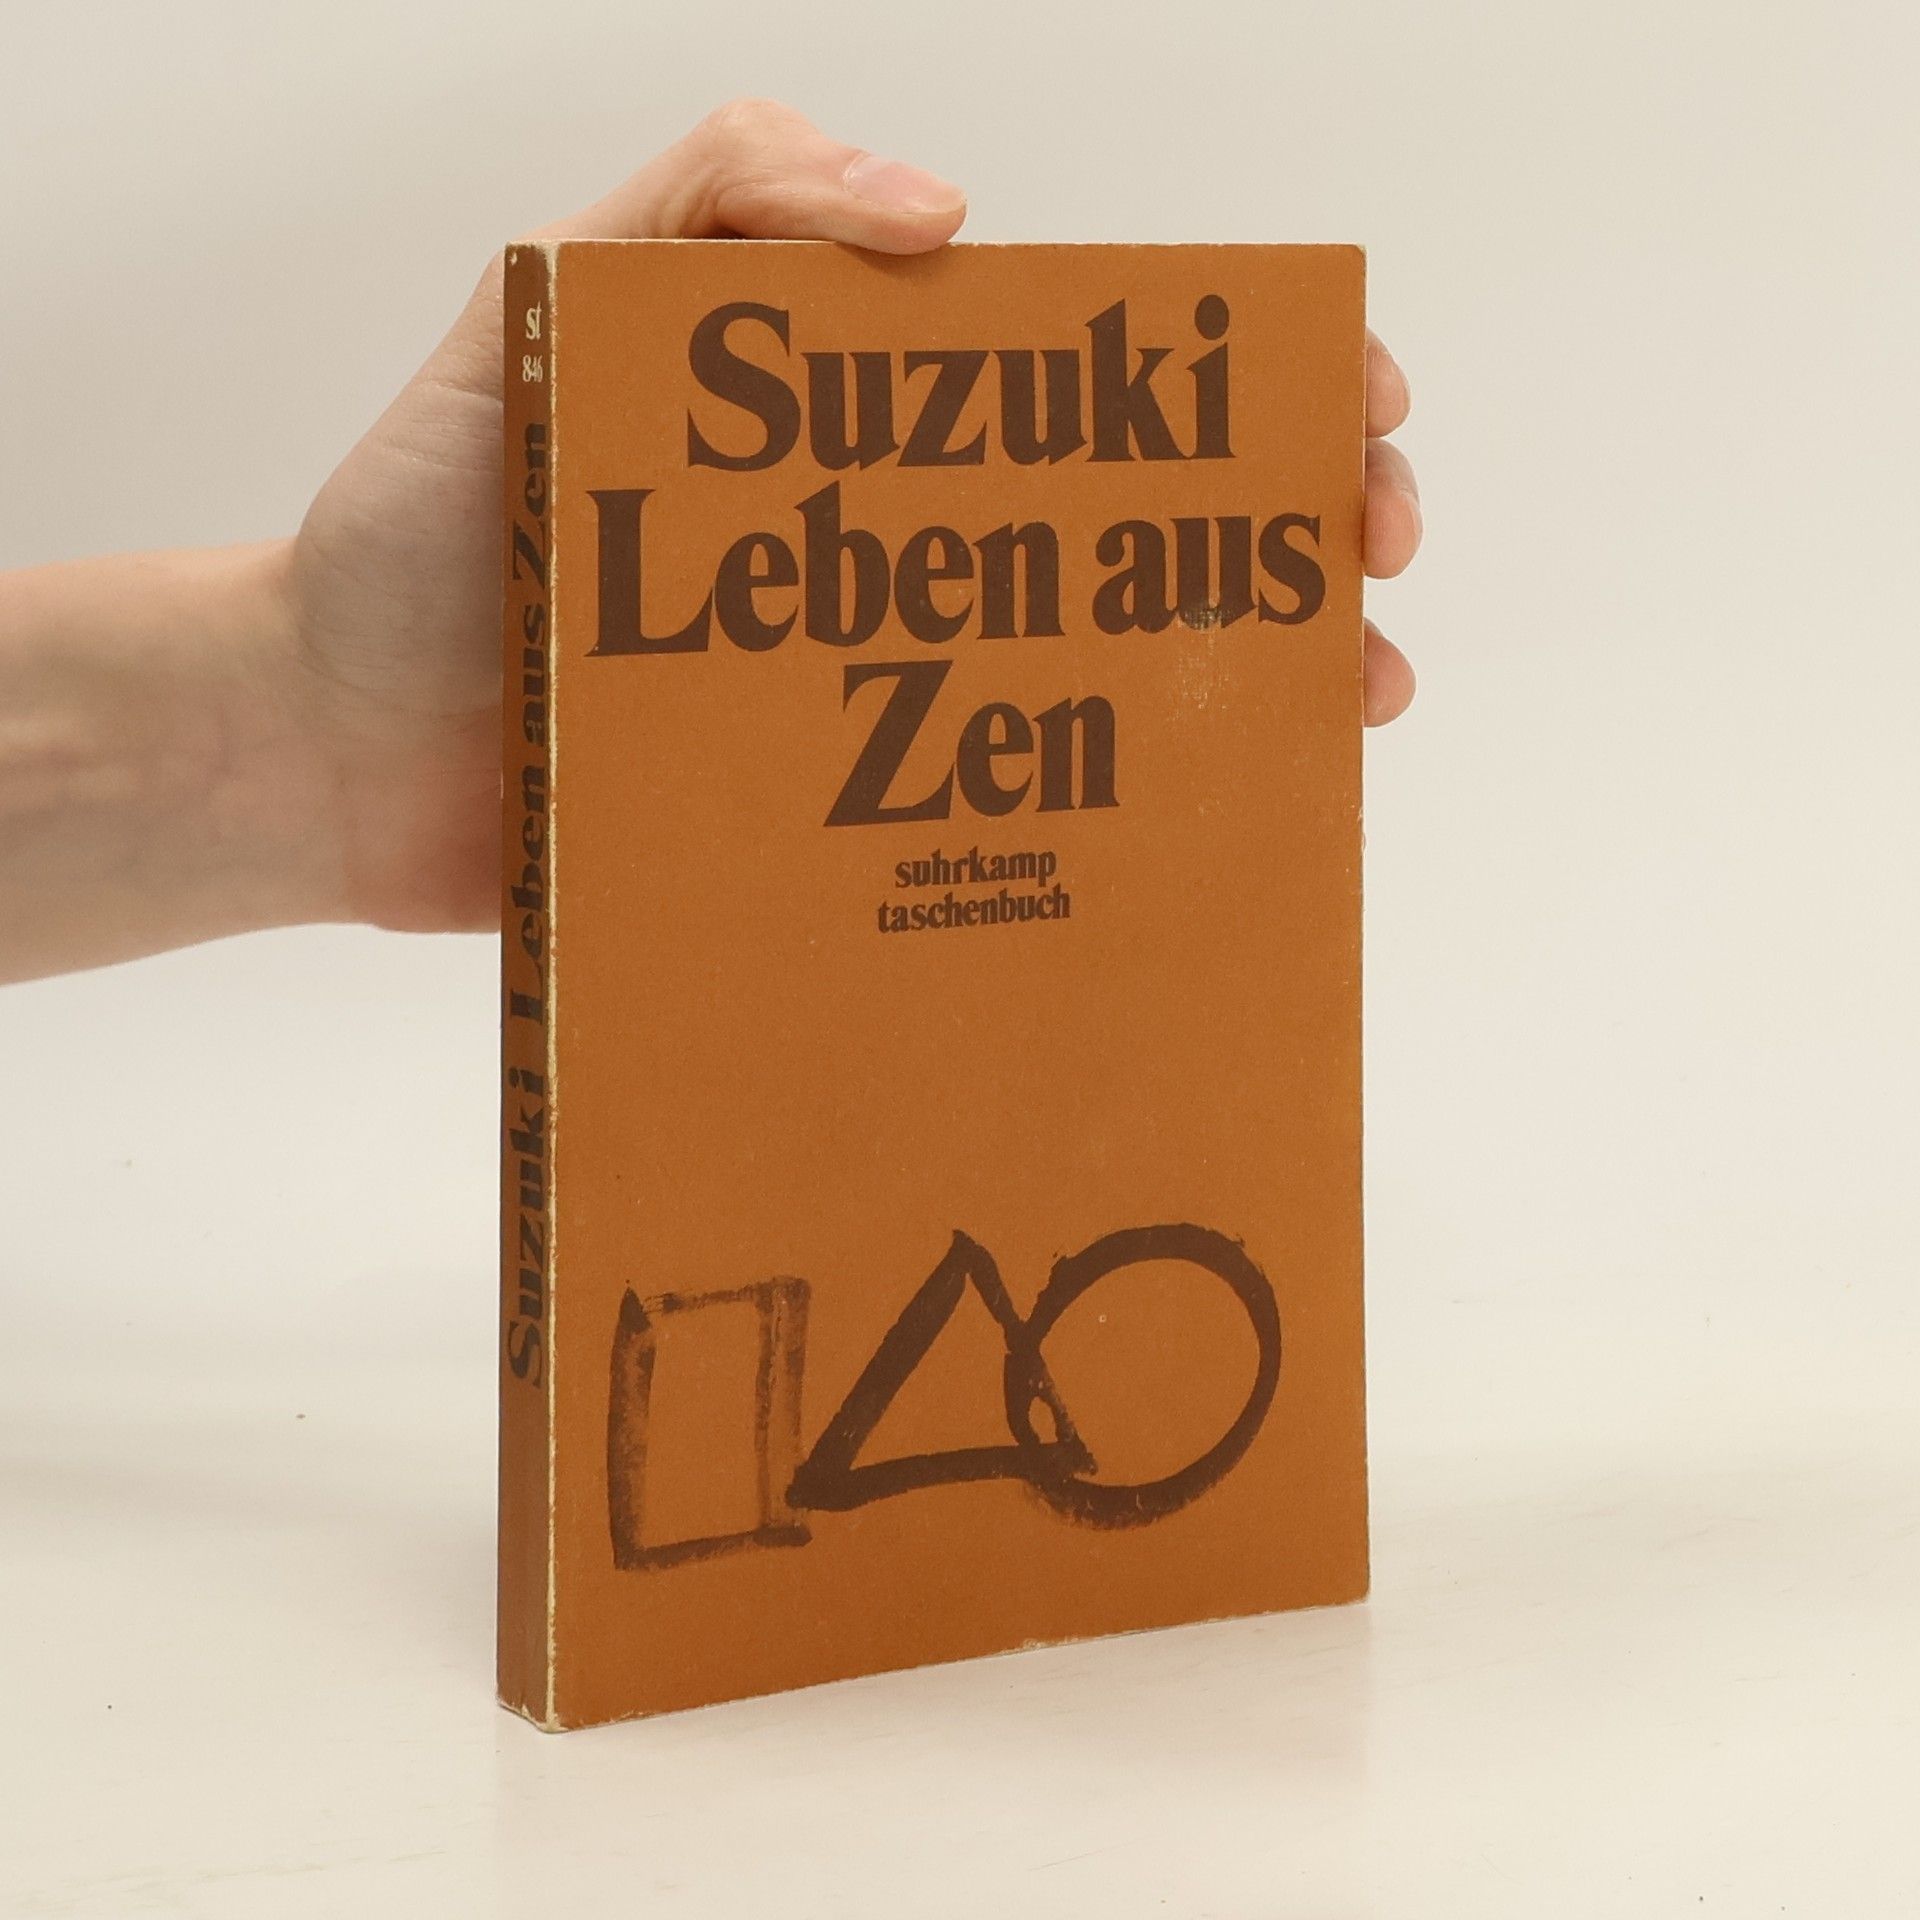 Suzuki
Leben aus
Zen
suhrkamp
taschenbuch
st
846
Suzuki Leben aus Zen